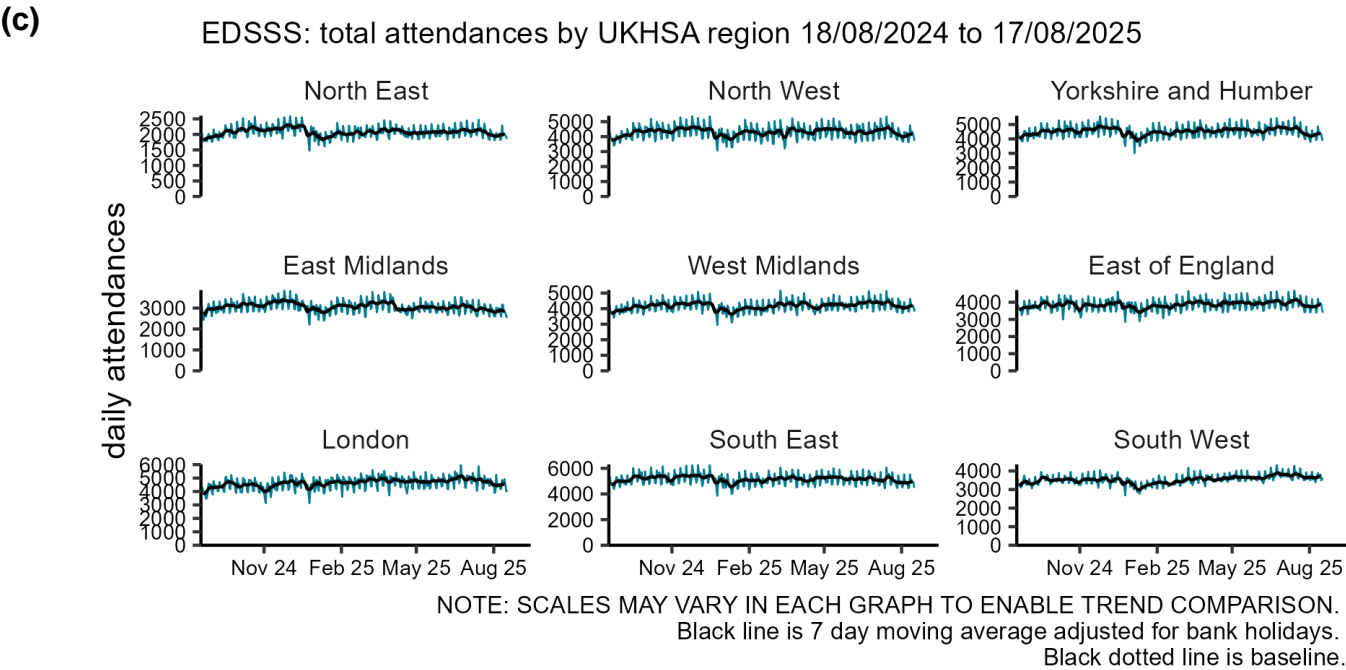 (c)
EDSSS: total attendances by UKHSA region 18/08/2024 to 17/08/2025
daily attendances
North East
2500
2000
1500
1000
500
0
North West
5000
4000
3000
2000
1000
0
Yorkshire and Humber
5000
4000
3000
2000
1000
0
East Midlands
3000
2000
1000
0
West Midlands
5000
4000
3000
2000
1000
0
East of England
4000
3000
2000
1000
0
London
6000
5000
4000
3000
2000
1000
0
Nov 24 Feb 25 May 25 Aug 25
South East
6000
4000
2000
0
Nov 24 Feb 25 May 25 Aug 25
South West
4000
3000
2000
1000
0
Nov 24 Feb 25 May 25 Aug 25
NOTE: SCALES MAY VARY IN EACH GRAPH TO ENABLE TREND COMPARISON.
Black line is 7 day moving average adjusted for bank holidays.
Black dotted line is baseline.